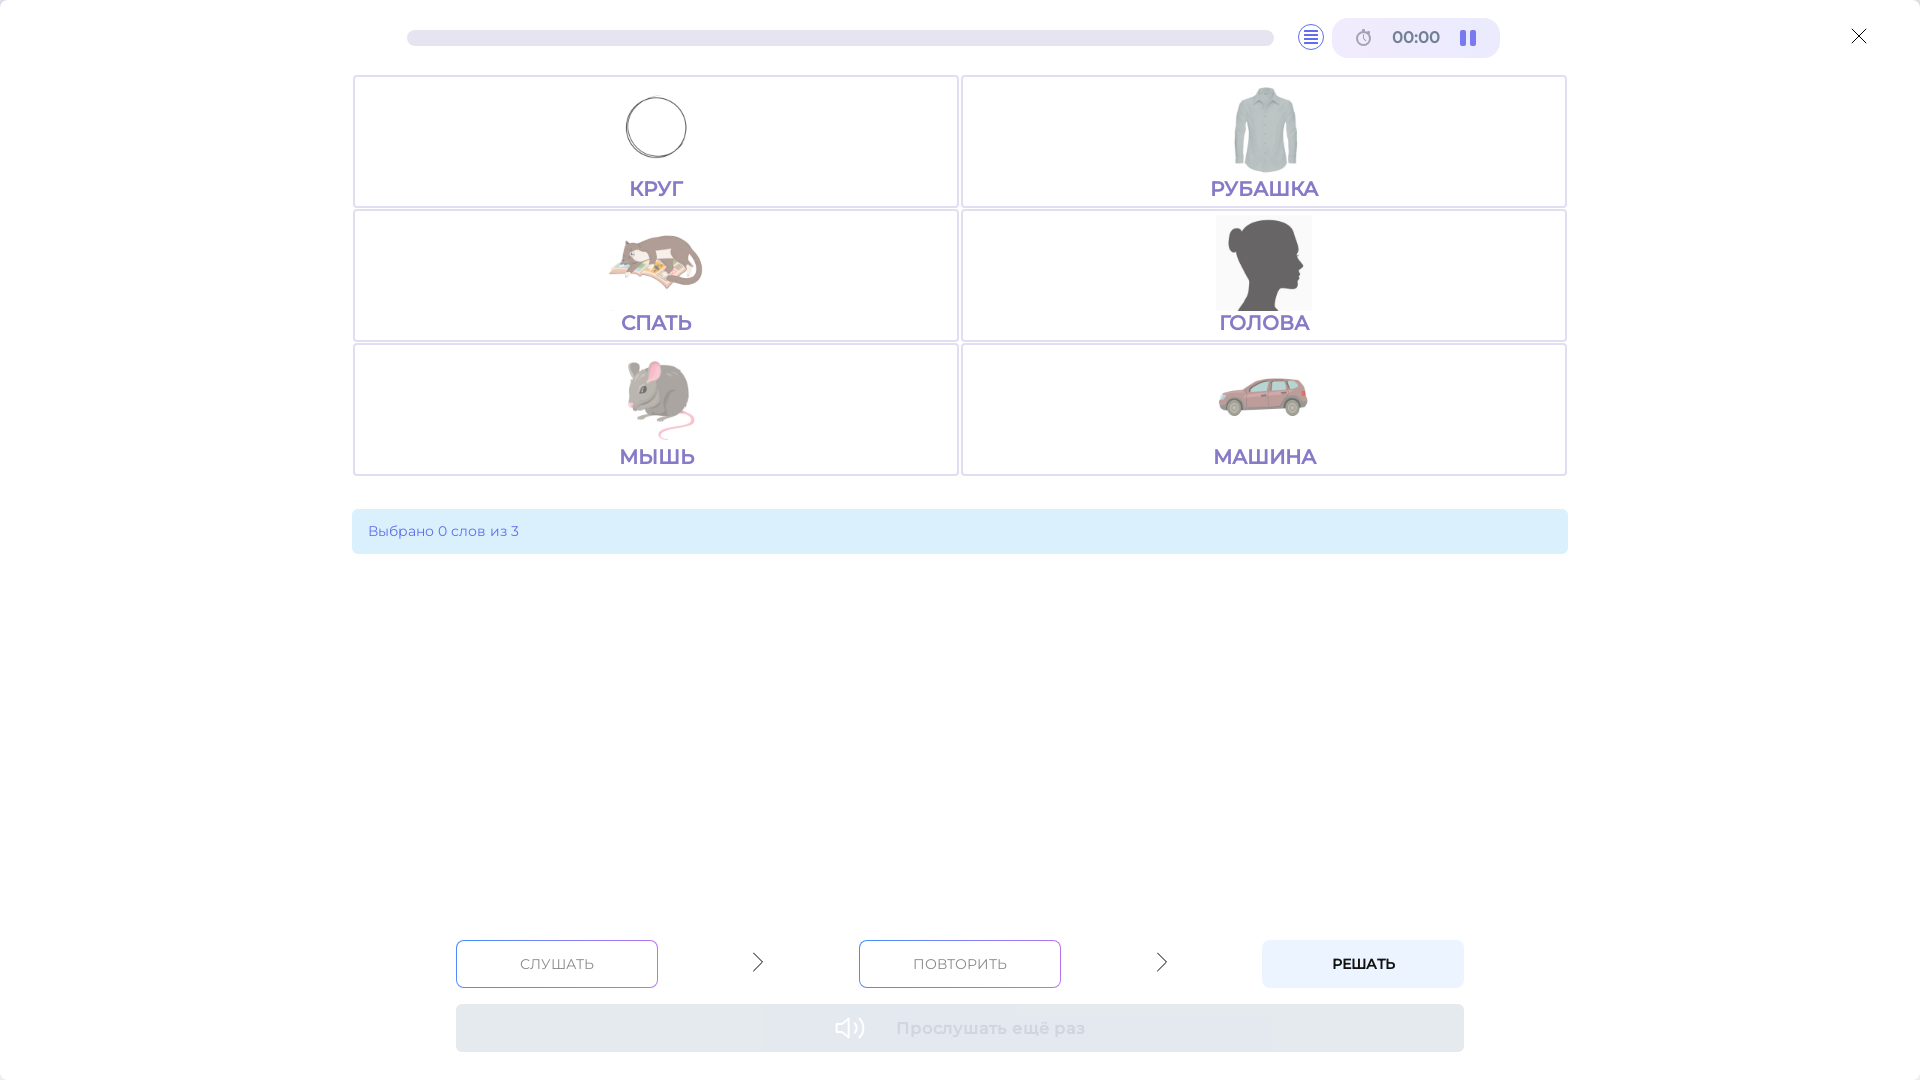 00:00
КРУГ
РУБАШКА
СПАТЬ
ГОЛОВА
МЫШЬ
МАШИНА
Выбрано 0 слов из 3
СЛУШАТЬ
ПОВТОРИТЬ
РЕШАТЬ
Прослушать ещё раз